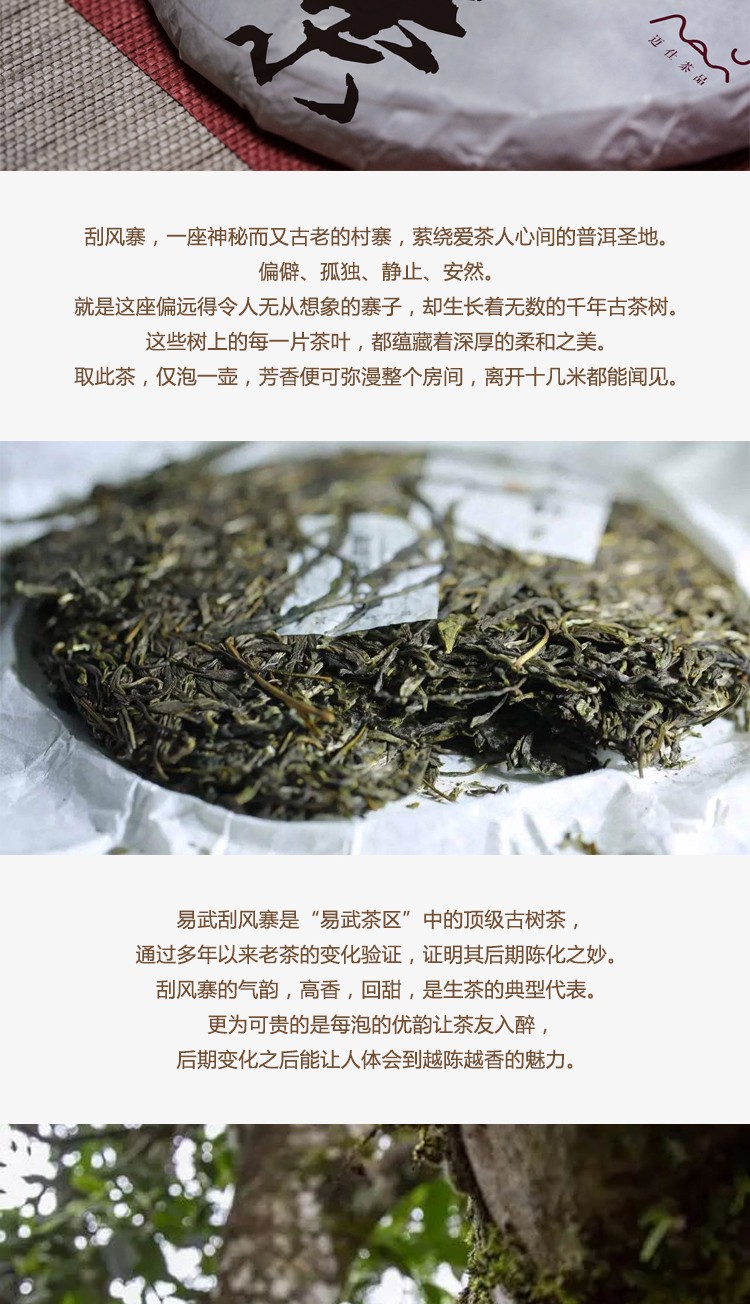 迈仕茶品
刮风寨，一座神秘而又古老的村寨，萦绕爱茶人心间的普洱圣地。
偏僻、孤独、静止、安然。
就是这座偏远得令人无从想象的寨子，却生长着无数的千年古茶树。
这些树上的每一片茶叶，都蕴藏着深厚的柔和之美。
取此茶，仅泡一壶，芳香便可弥漫整个房间，离开十几米都能闻见。
易武刮风寨是“易武茶区”中的顶级古树茶，
通过多年以来老茶的变化验证，证明其后期陈化之妙。
刮风寨的气韵，高香，回甜，是生茶的典型代表。
更为可贵的是每泡的优韵让茶友入醉，
后期变化之后能让人体会到越陈越香的魅力。